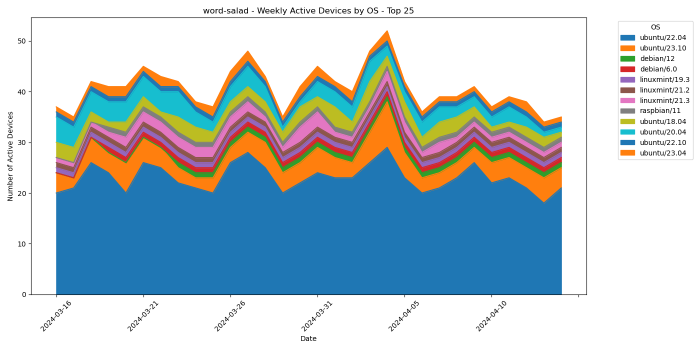 word-salad - Weekly Active Devices by OS - Top 25
Number of Active Devices
50
40
30
20
10
0
2024-03-16
2024-03-21
2024-03-26
2024-03-31
2024-04-05
2024-04-10
Date
OS
ubuntu/22.04
ubuntu/23.10
debian/12
debian/6.0
linuxmint/19.3
linuxmint/21.2
linuxmint/21.3
raspbian/11
ubuntu/18.04
ubuntu/20.04
ubuntu/22.10
ubuntu/23.04